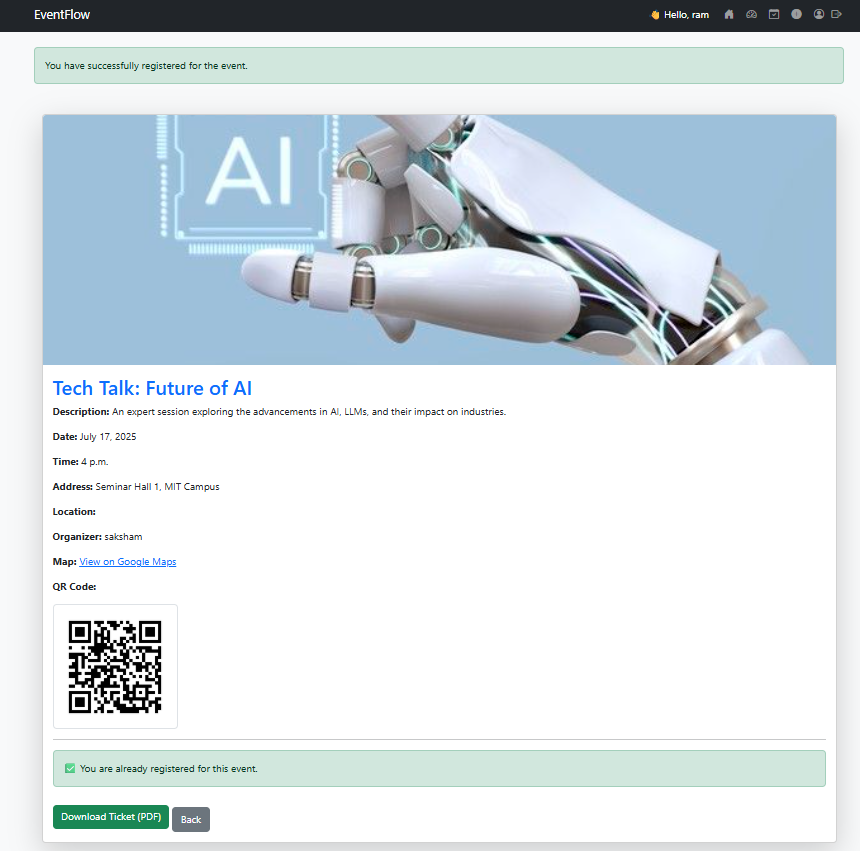 EventFlow
👋 Hello, ram
You have successfully registered for the event.
AI
Tech Talk: Future of AI
Description: An expert session exploring the advancements in AI, LLMs, and their impact on industries.
Date: July 17, 2025
Time: 4 p.m.
Address: Seminar Hall 1, MIT Campus
Location:
Organizer: saksham
Map: View on Google Maps
QR Code:
✅ You are already registered for this event.
Download Ticket (PDF)
Back